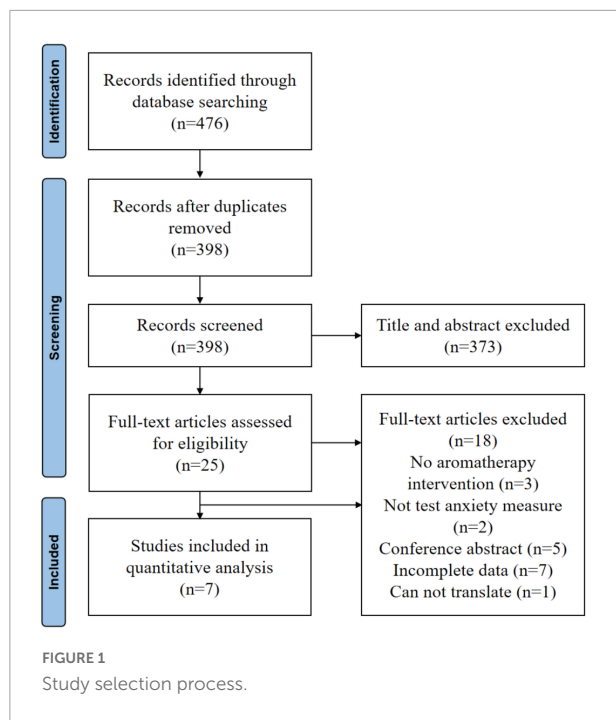 Identification
Records identified through
database searching
(n=476)
Screening
Records after duplicates
removed
(n=398)
Records screened
(n=398)
Title and abstract excluded
(n=373)
Full-text articles assessed
for eligibility
(n=25)
Full-text articles excluded
(n=18)
No aromatherapy
intervention (n=3)
Not test anxiety measure
(n=2)
Conference abstract (n=5)
Incomplete data (n=7)
Can not translate (n=1)
Included
Studies included in
quantitative analysis
(n=7)
FIGURE 1
Study selection process.